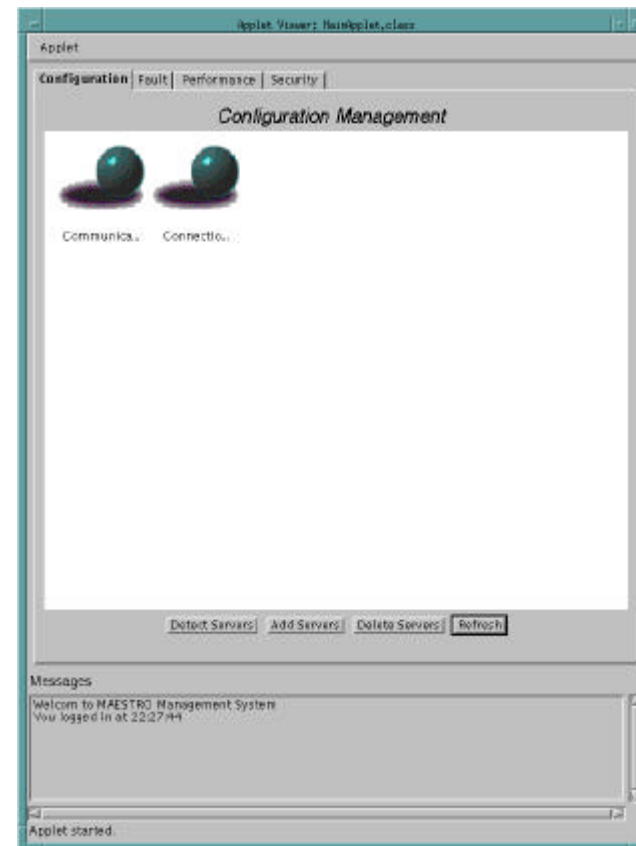 Applet Viewer: MainApplet.class
Applet
Configuration Fault Performance Security
Configuration Management
Communica.. Connectio..
Detect Servers Add Servers Delete Servers Refresh
Messages
Welcom to MAESTRO Management System
You logged in at 22:27:44
Applet started.